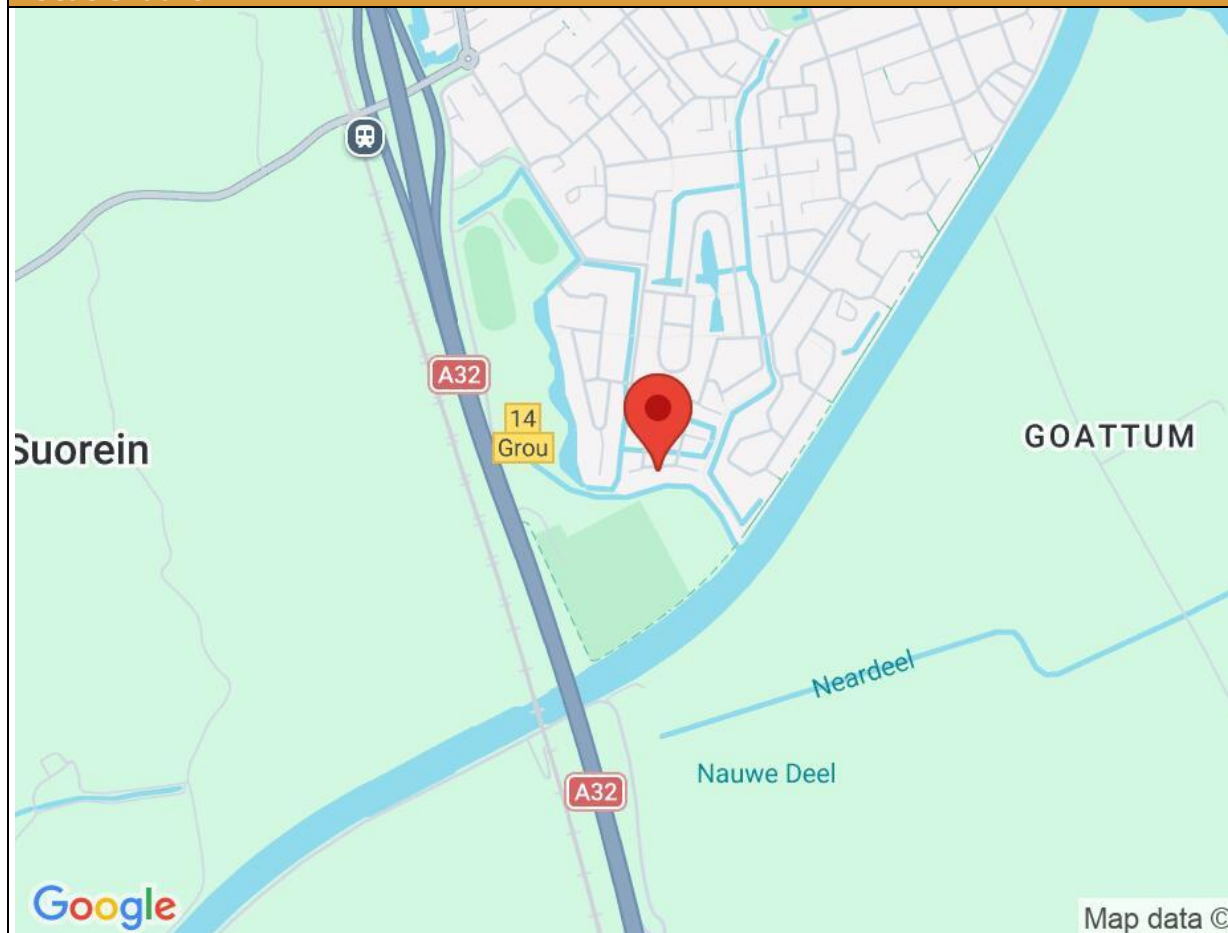 A32
14
Grou
Suorein
GOATTUM
Neardeel
Nauwe Deel
A32
Google
Map data ©